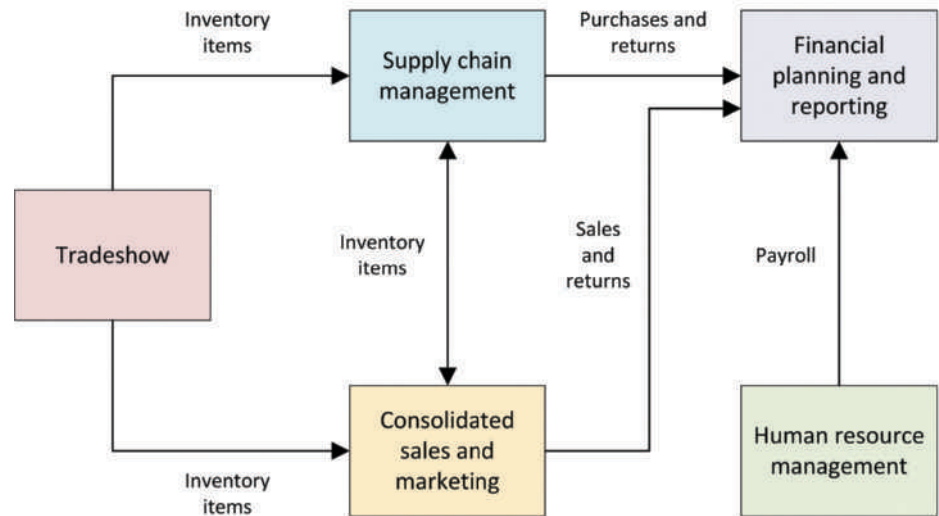 Inventory
items
Supply chain
management
Purchases and
returns
Financial
planning and
reporting
Tradeshow
Inventory
items
Sales
and
returns
Payroll
Inventory
items
Consolidated
sales and
marketing
Human resource
management